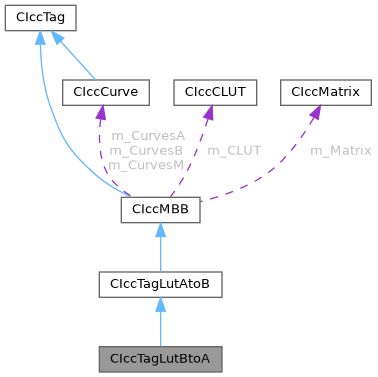 CIccTag
CIccCurve
CIccCLUT
CIccMatrix
m_CurvesA
m_CurvesB
m_CurvesM
m_CLUT
m_Matrix
CIccMBB
CIccTagLutAtoB
CIccTagLutBtoA